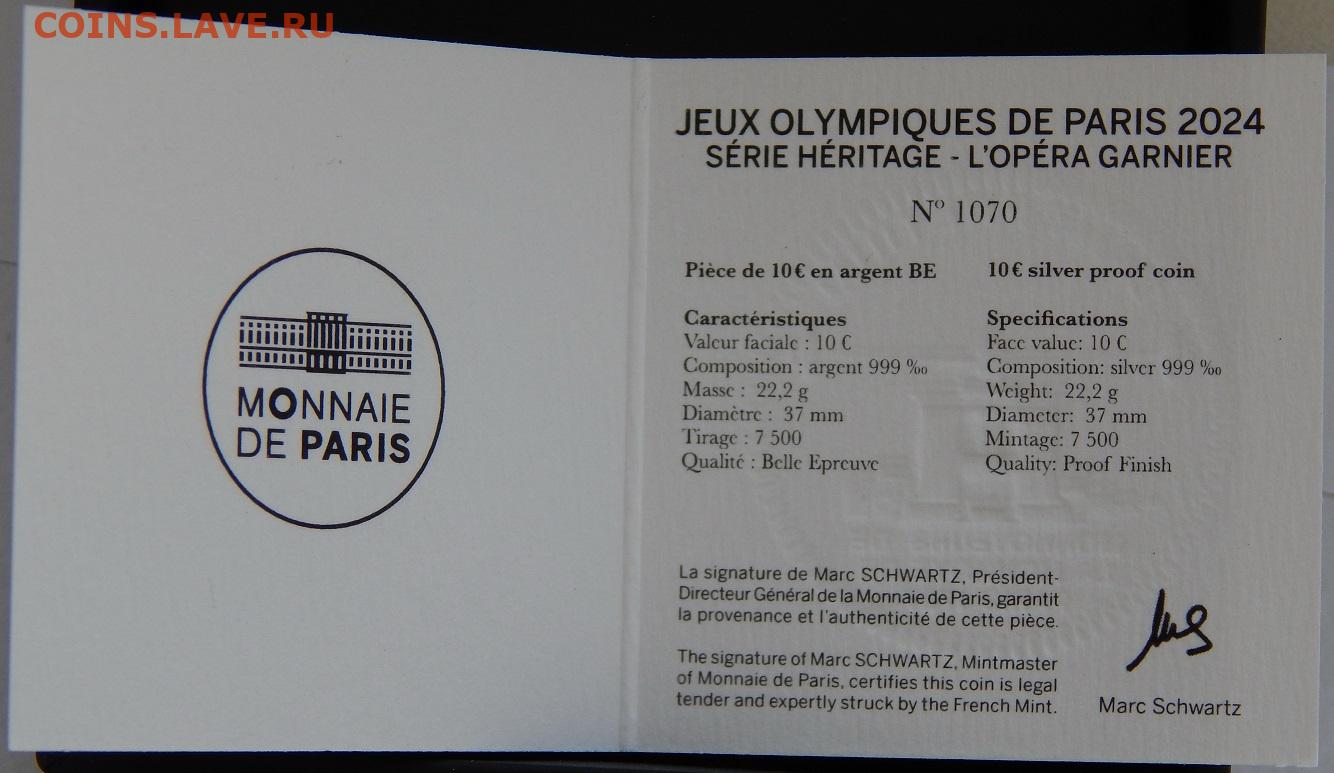 COINS.LAVE.RU
MONNAIE
DE PARIS
JEUX OLYMPIQUES DE PARIS 2024
SÉRIE HÉRITAGE - L'OPÉRA GARNIER
Nº 1070
Pièce de 10€ en argent BE
Caractéristiques
Valeur faciale : 10 €
Composition : argent 999 ‰
Masse : 22,2 g
Diamètre : 37 mm
Tirage : 7 500
Qualité : Belle Epreuve
10€ silver proof coin
Specifications
Face value: 10 €
Composition: silver 999 ‰
Weight: 22,2 g
Diameter: 37 mm
Mintage: 7 500
Quality: Proof Finish
La signature de Marc SCHWARTZ, Président-
Directeur Général de la Monnaie de Paris, garantit
la provenance et l'authenticité de cette pièce.
The signature of Marc SCHWARTZ, Mintmaster
of Monnaie de Paris, certifies this coin is legal
tender and expertly struck by the French Mint.
Marc Schwartz